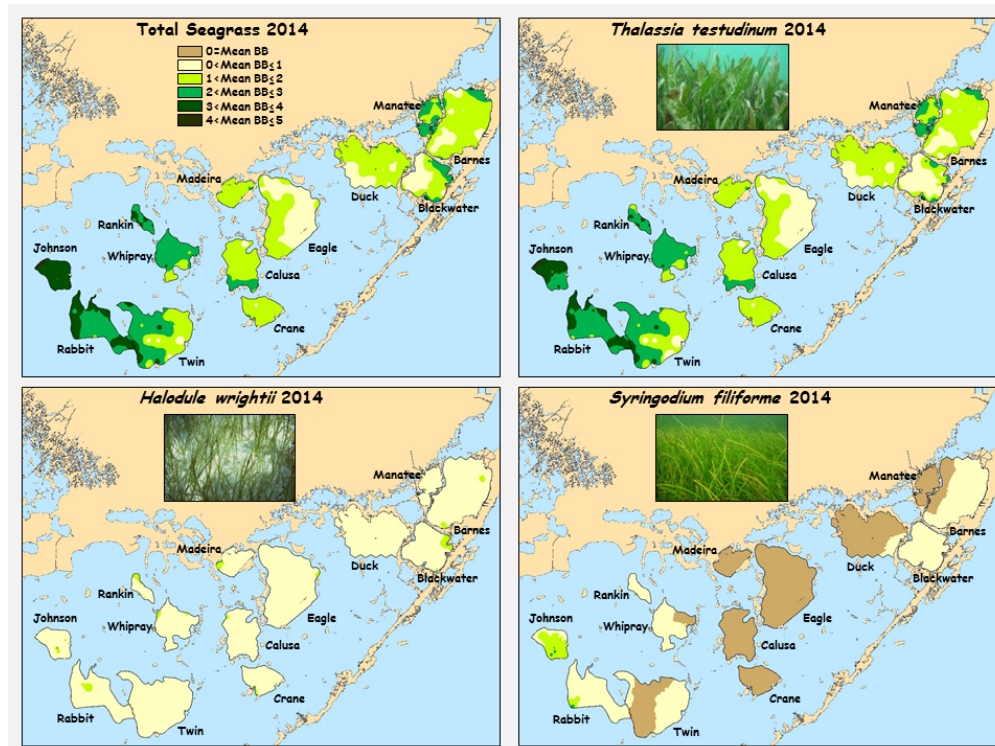 Total Seagrass 2014
0=Mean BB
0<Mean BB≤1
1<Mean BB≤2
2<Mean BB≤3
3<Mean BB≤4
4<Mean BB≤5
Manatee
Barnes
Madeira
Duck
Blackwater
Rankin
Johnson
Whipray
Eagle
Calusa
Crane
Rabbit
Twin
Thalassia testudinum 2014
Manatee
Barnes
Madeira
Duck
Blackwater
Rankin
Johnson
Whipray
Eagle
Calusa
Crane
Rabbit
Twin
Halodule wrightii 2014
Manatee
Barnes
Madeira
Duck
Blackwater
Rankin
Johnson
Whipray
Eagle
Calusa
Crane
Rabbit
Twin
Syringodium filiforme 2014
Manatee
Barnes
Madeira
Duck
Blackwater
Rankin
Johnson
Whipray
Eagle
Calusa
Crane
Rabbit
Twin